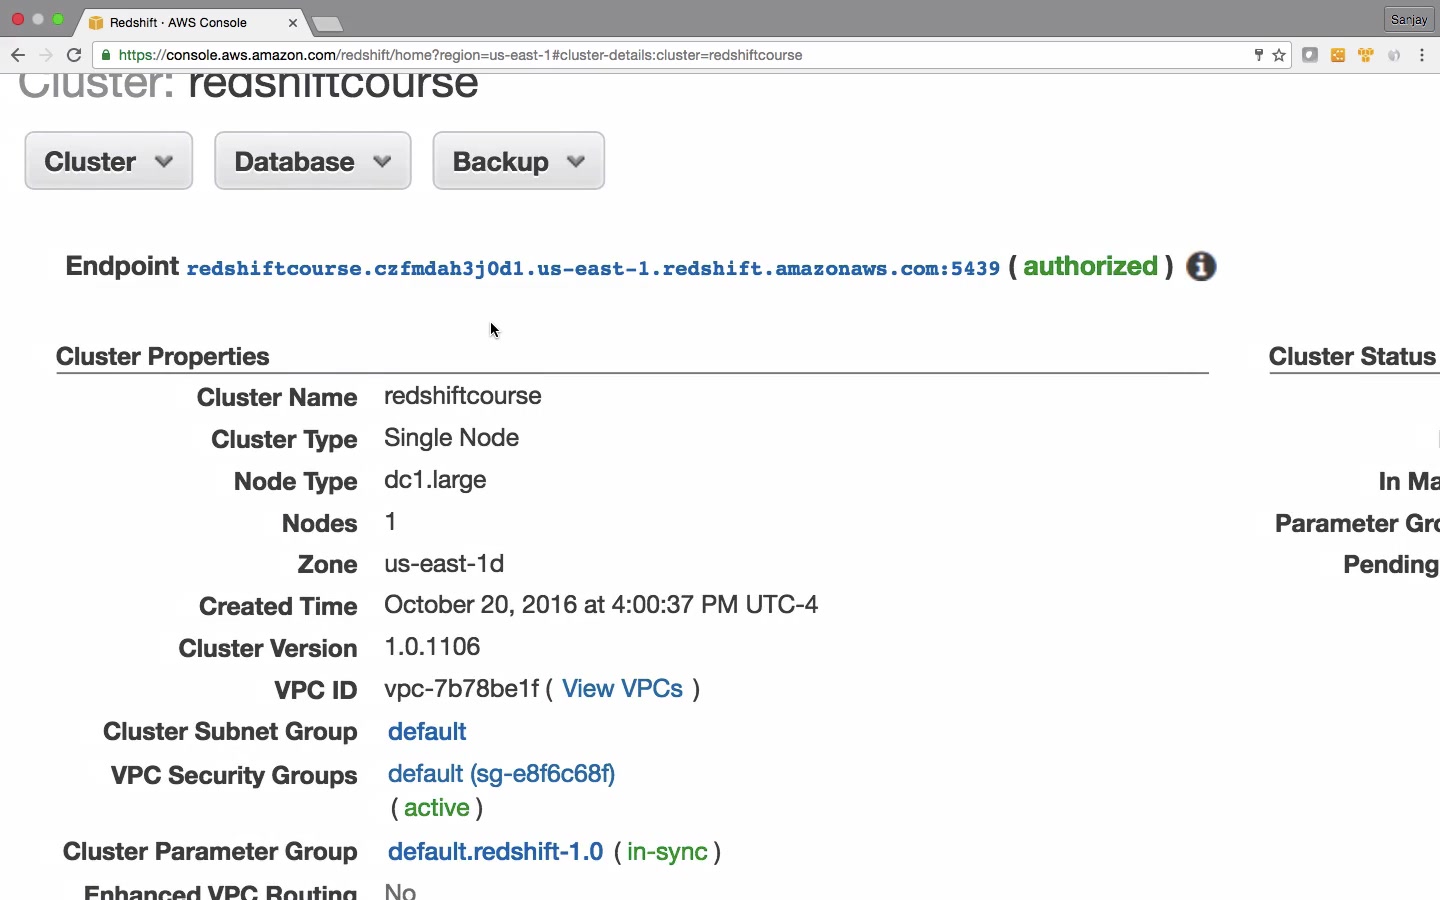 Redshift · AWS Console
Sanjay
https://console.aws.amazon.com/redshift/home?region=us-east-1#cluster-details:cluster=redshiftcourse
Cluster: redshiftcourse
Cluster
Database
Backup
Endpoint redshiftcourse.czfmdah3j0d1.us-east-1.redshift.amazonaws.com:5439 ( authorized )
Cluster Properties
Cluster Status
Cluster Name redshiftcourse
Cluster Type Single Node
Node Type dc1.large
In Ma
Nodes 1
Parameter Gro
Zone us-east-1d
Pending
Created Time October 20, 2016 at 4:00:37 PM UTC-4
Cluster Version 1.0.1106
VPC ID vpc-7b78be1f ( View VPCs )
Cluster Subnet Group default
VPC Security Groups default (sg-e8f6c68f)
( active )
Cluster Parameter Group default.redshift-1.0 ( in-sync )
Enhanced VPC Routing No